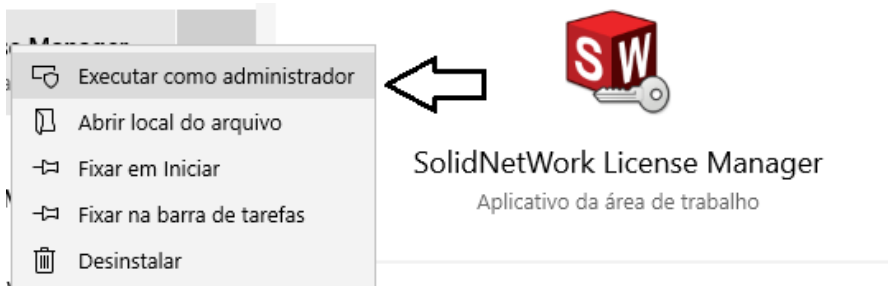 Executar como administrador
Abrir local do arquivo
Fixar em Iniciar
Fixar na barra de tarefas
Desinstalar
SW
SolidNetWork License Manager
Aplicativo da área de trabalho